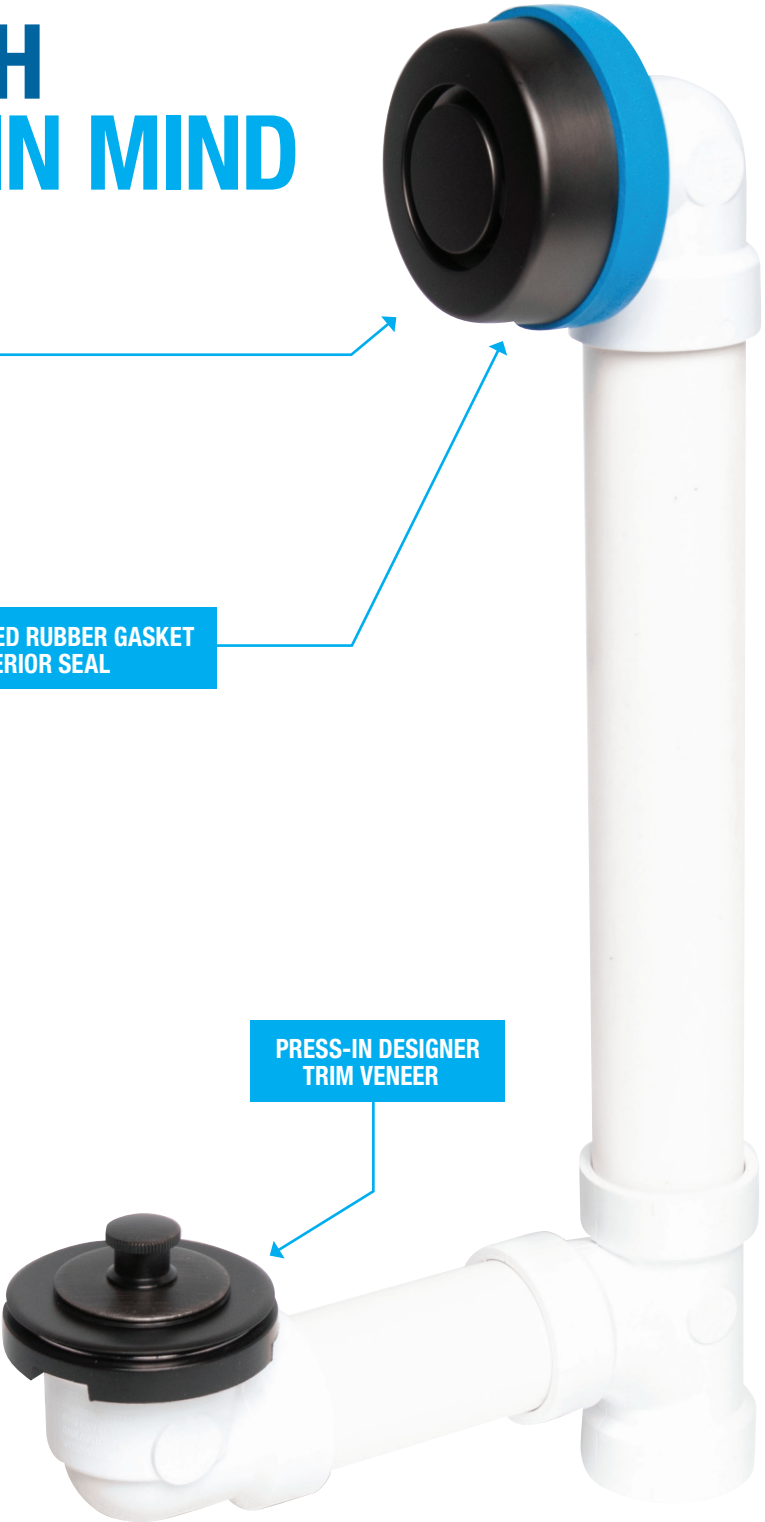 H
IN MIND
ED RUBBER GASKET
ERIOR SEAL
PRESS-IN DESIGNER
TRIM VENEER